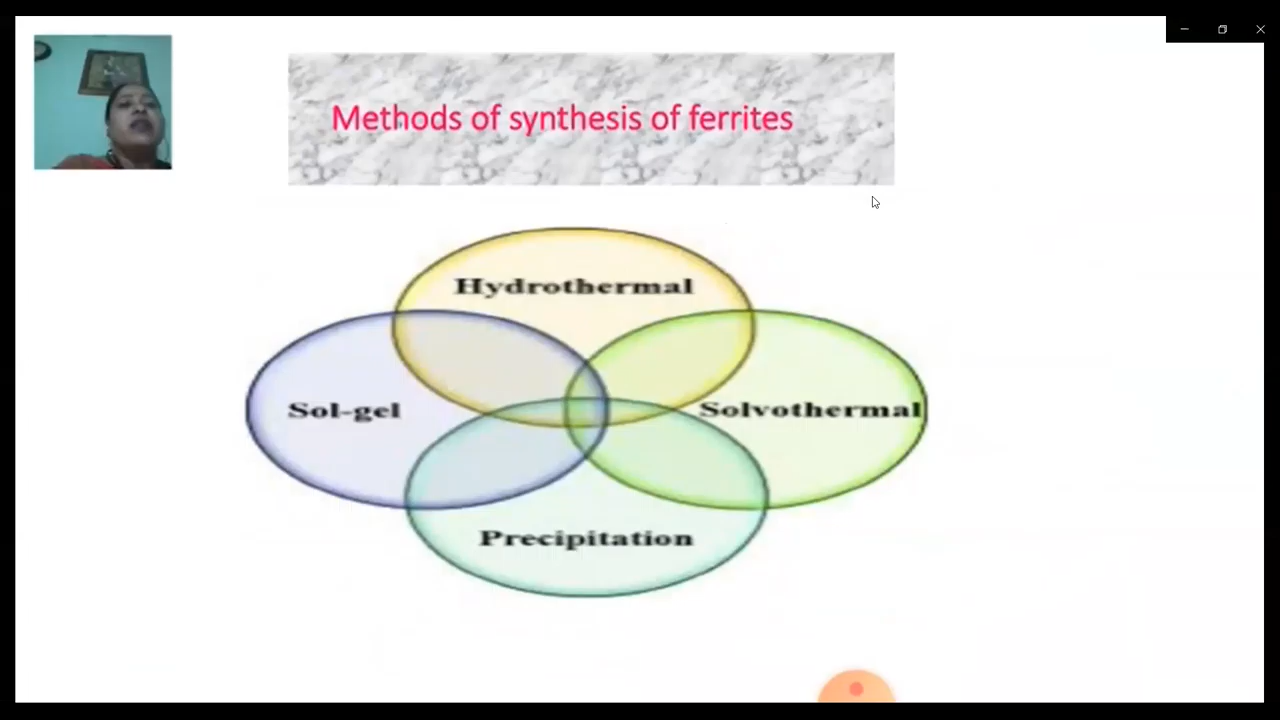 Methods of synthesis of ferrites
Hydrothermal
Sol-gel
Solvothermal
Precipitation